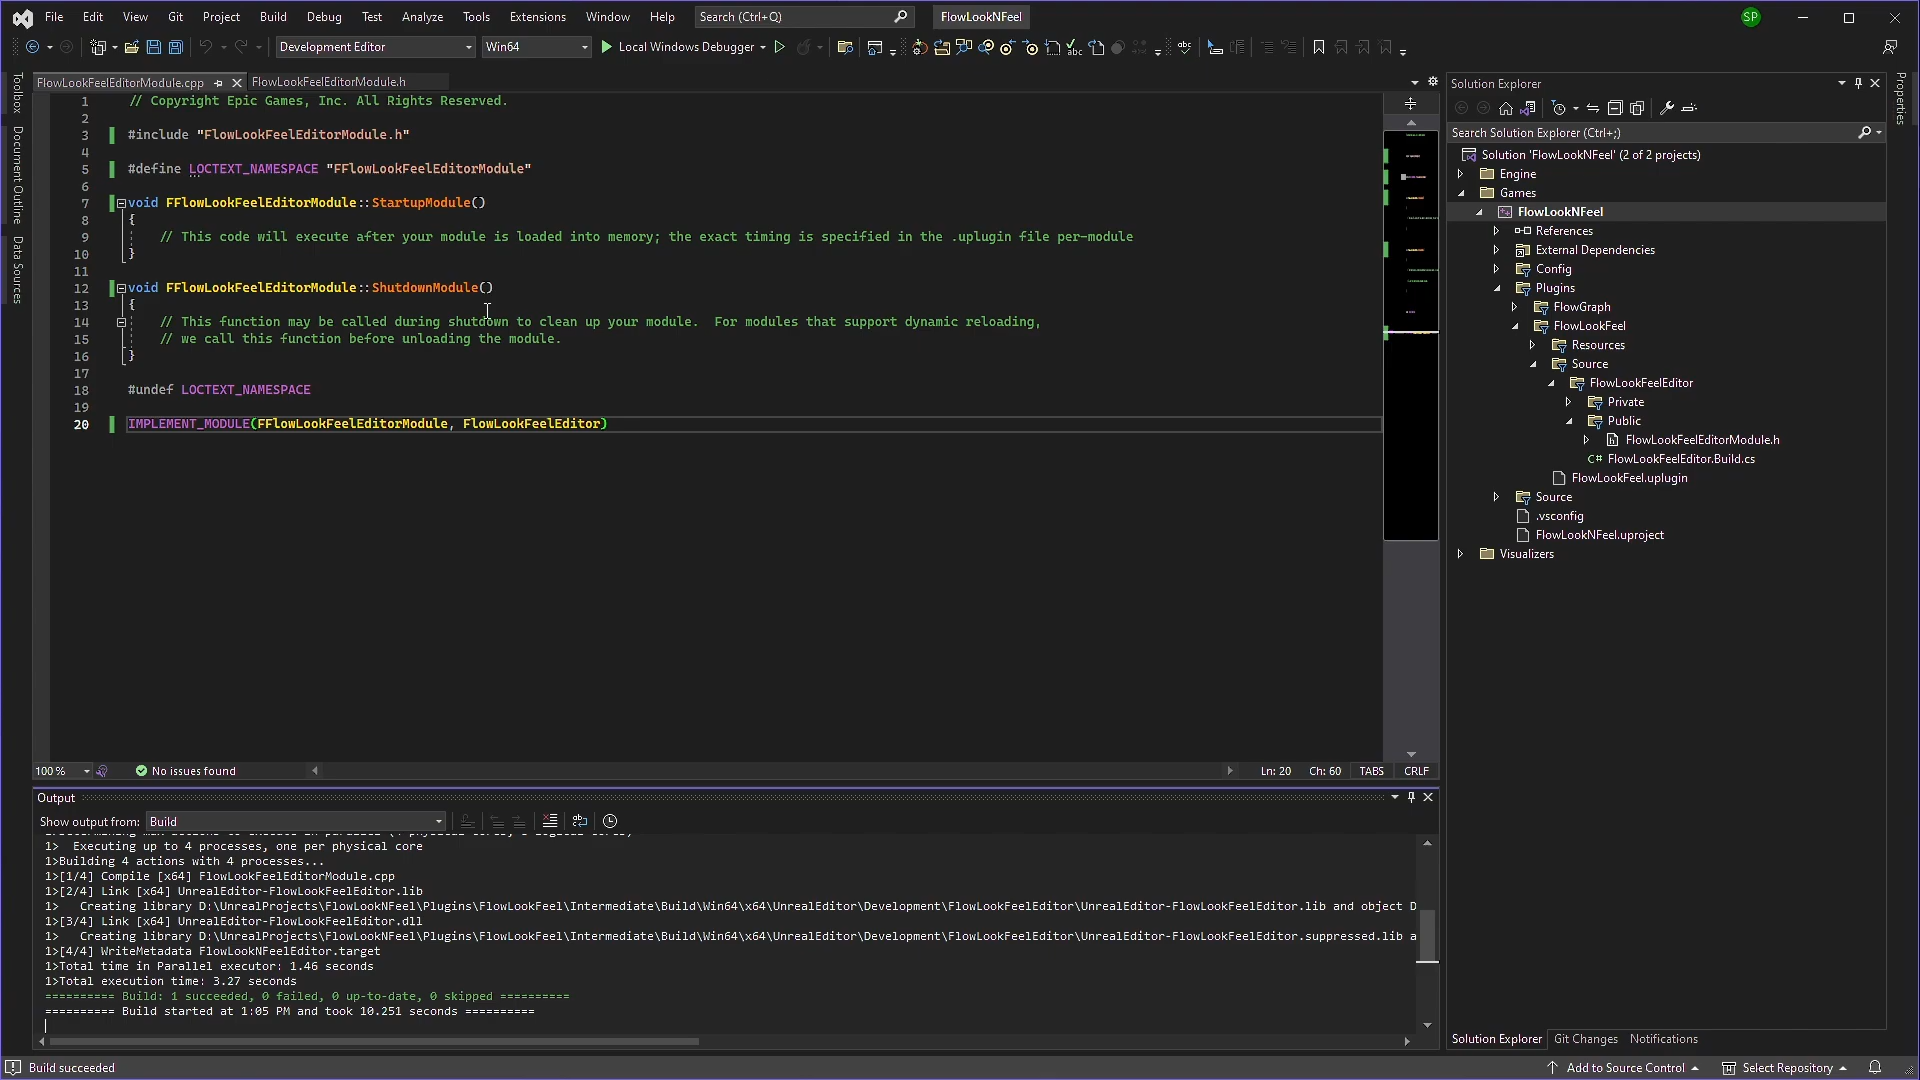 File Edit View Git Project Build Debug Test Analyze Tools Extensions Window Help Search (Ctrl+Q) FlowLookNFeel SP
Development Editor Win64 Local Windows Debugger
Toolbox
Document Outline
Data Sources
FlowLookFeelEditorModule.cpp FlowLookFeelEditorModule.h
1 // Copyright Epic Games, Inc. All Rights Reserved.
2
3 #include "FlowLookFeelEditorModule.h"
4
5 #define LOCTEXT_NAMESPACE "FFlowLookFeelEditorModule"
6
7 void FFlowLookFeelEditorModule::StartupModule()
8 {
9 // This code will execute after your module is loaded into memory; the exact timing is specified in the .uplugin file per-module
10 }
11
12 void FFlowLookFeelEditorModule::ShutdownModule()
13 {
14 // This function may be called during shutdown to clean up your module.  For modules that support dynamic reloading,
15 // we call this function before unloading the module.
16 }
17
18 #undef LOCTEXT_NAMESPACE
19
20 IMPLEMENT_MODULE(FFlowLookFeelEditorModule, FlowLookFeelEditor)
100 % No issues found Ln: 20 Ch: 60 TABS CRLF
Output
Show output from: Build
1>  Executing up to 4 processes, one per physical core
1>Building 4 actions with 4 processes...
1>[1/4] Compile [x64] FlowLookFeelEditorModule.cpp
1>[2/4] Link [x64] UnrealEditor-FlowLookFeelEditor.lib
1>   Creating library D:\UnrealProjects\FlowLookNFeel\Plugins\FlowLookFeel\Intermediate\Build\Win64\x64\UnrealEditor\Development\FlowLookFeelEditor\UnrealEditor-FlowLookFeelEditor.lib and object D
1>[3/4] Link [x64] UnrealEditor-FlowLookFeelEditor.dll
1>   Creating library D:\UnrealProjects\FlowLookNFeel\Plugins\FlowLookFeel\Intermediate\Build\Win64\x64\UnrealEditor\Development\FlowLookFeelEditor\UnrealEditor-FlowLookFeelEditor.suppressed.lib a
1>[4/4] WriteMetadata FlowLookNFeelEditor.target
1>Total time in Parallel executor: 1.46 seconds
1>Total execution time: 3.27 seconds
========== Build: 1 succeeded, 0 failed, 0 up-to-date, 0 skipped ==========
========== Build started at 1:05 PM and took 10.251 seconds ==========
Solution Explorer
Search Solution Explorer (Ctrl+;)
Solution 'FlowLookNFeel' (2 of 2 projects)
Engine
Games
FlowLookNFeel
References
External Dependencies
Config
Plugins
FlowGraph
FlowLookFeel
Resources
Source
FlowLookFeelEditor
Private
Public
FlowLookFeelEditorModule.h
C# FlowLookFeelEditor.Build.cs
FlowLookFeel.uplugin
Source
.vsconfig
FlowLookNFeel.uproject
Visualizers
Solution Explorer Git Changes Notifications
Properties
Build succeeded Add to Source Control Select Repository